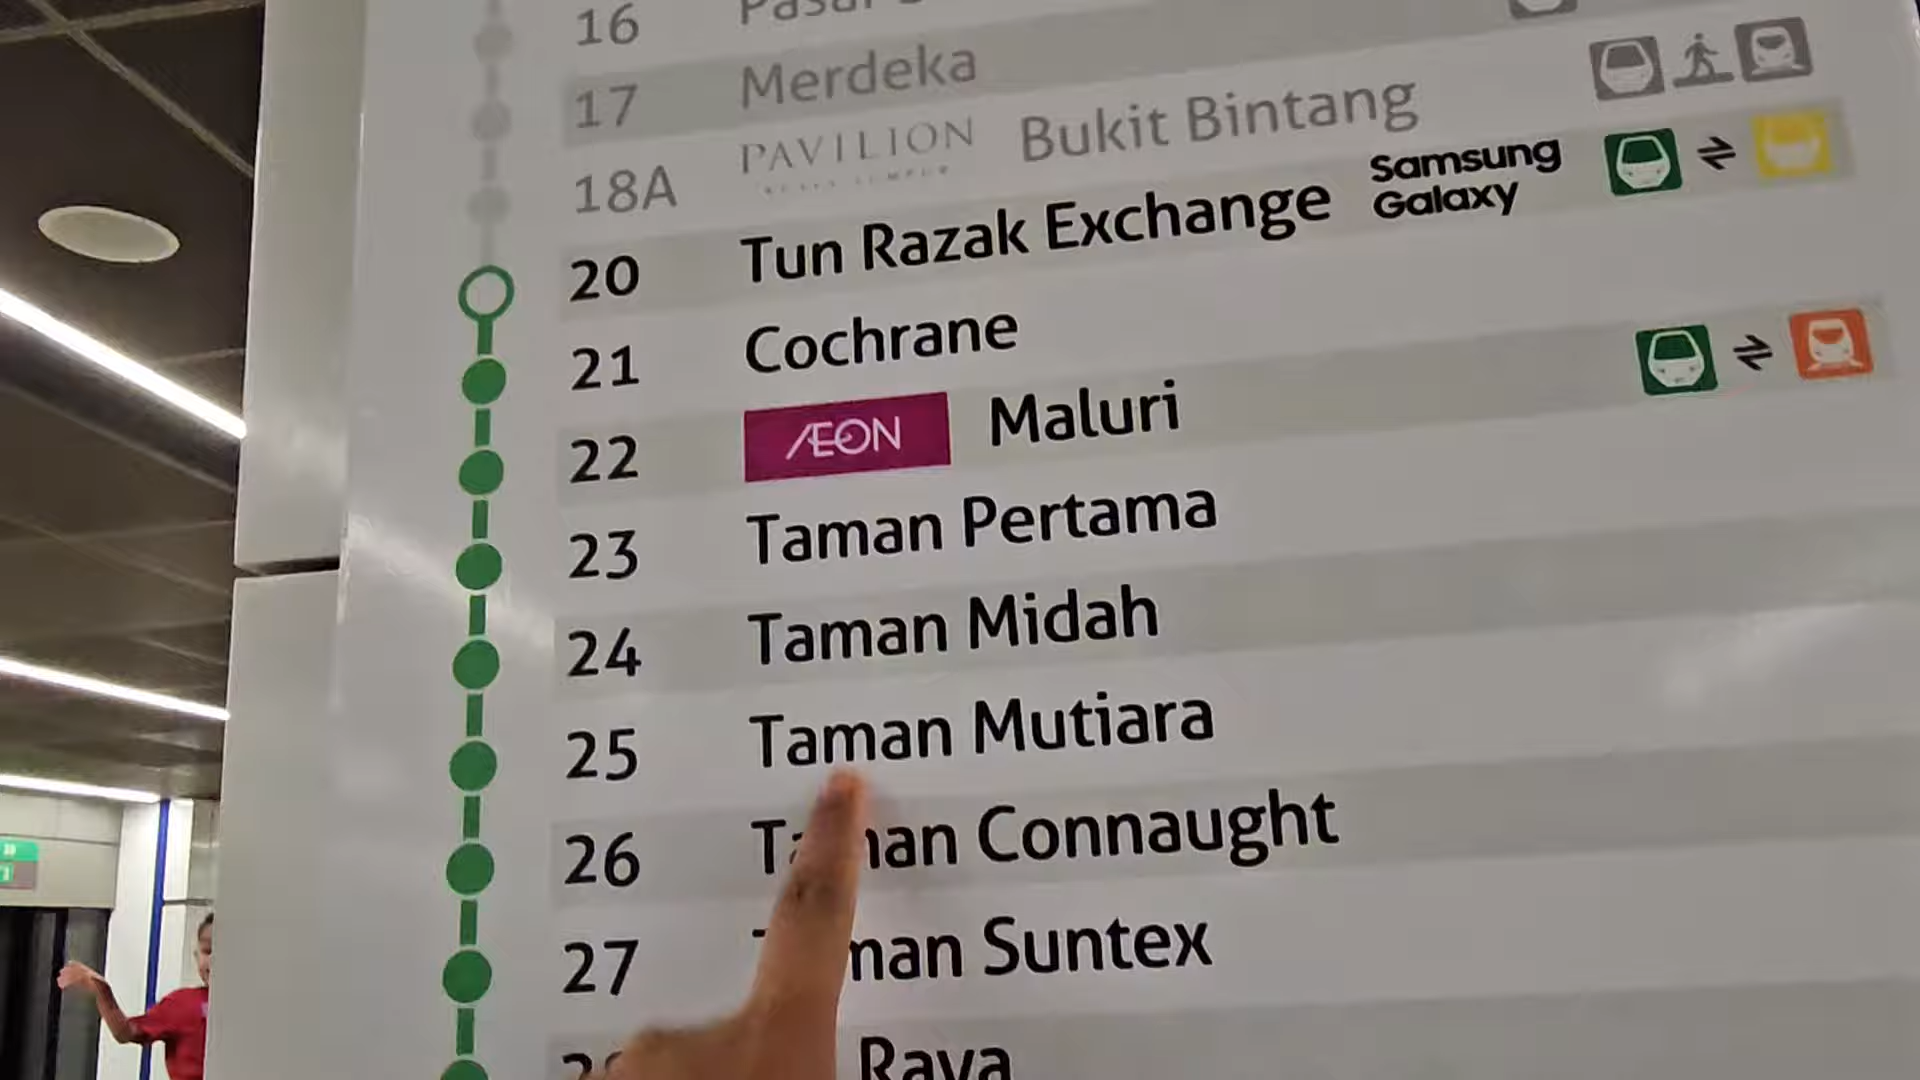 16
17 Merdeka
18A PAVILION Bukit Bintang
20 Tun Razak Exchange Samsung Galaxy
21 Cochrane
22 ÆON Maluri
23 Taman Pertama
24 Taman Midah
25 Taman Mutiara
26 Taman Connaught
27 Taman Suntex
Raya